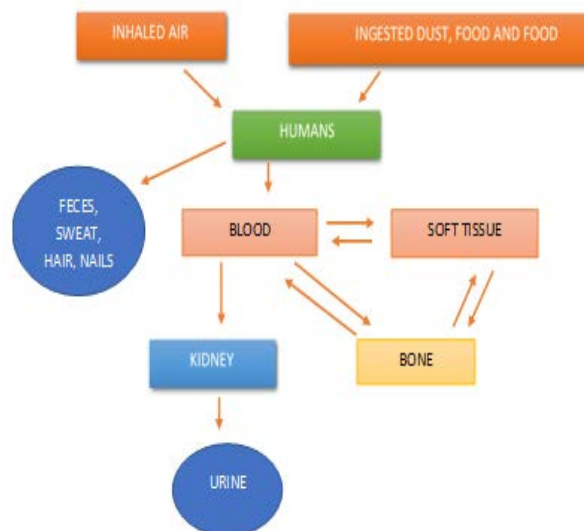 INHALED AIR
INGESTED DUST, FOOD AND FOOD
HUMANS
FECES,
SWEAT,
HAIR, NAILS
BLOOD
SOFT TISSUE
KIDNEY
BONE
URINE